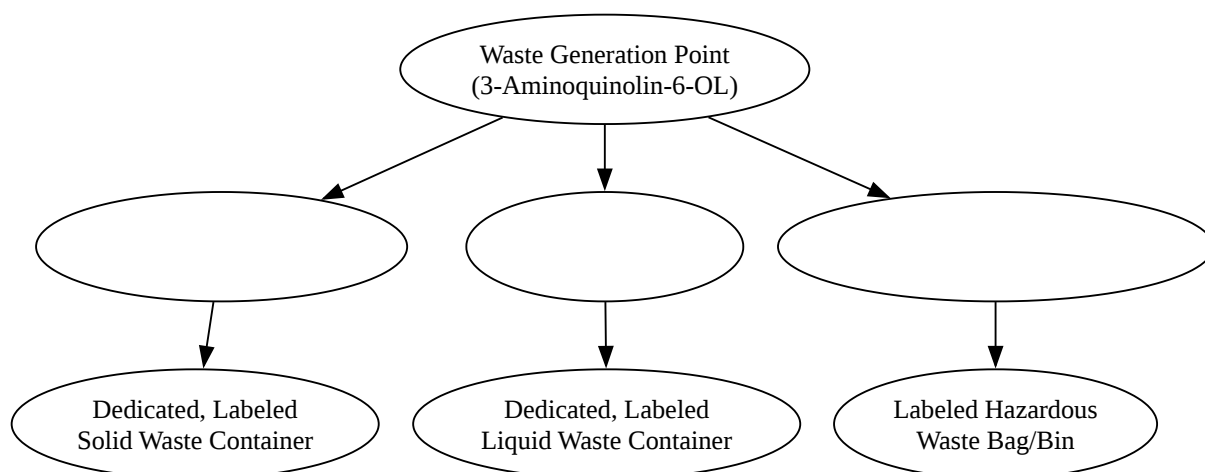 Waste Generation Point
(3-Aminoquinolin-6-OL)
Dedicated, Labeled
Solid Waste Container
Dedicated, Labeled
Liquid Waste Container
Labeled Hazardous
Waste Bag/Bin